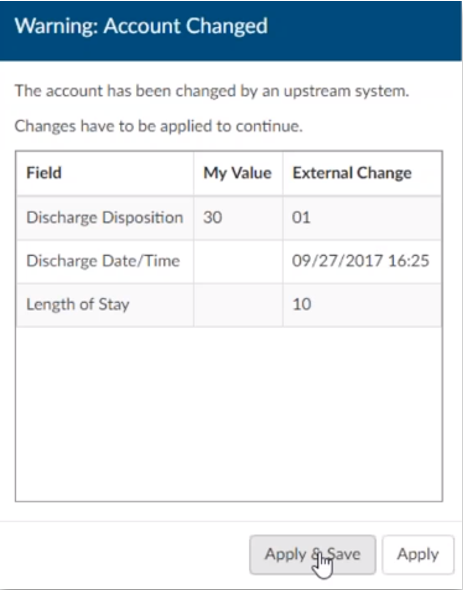 Warning: Account Changed
The account has been changed by an upstream system.
Changes have to be applied to continue.
Field My Value External Change
Discharge Disposition 30 01
Discharge Date/Time 09/27/2017 16:25
Length of Stay 10
Apply & Save Apply